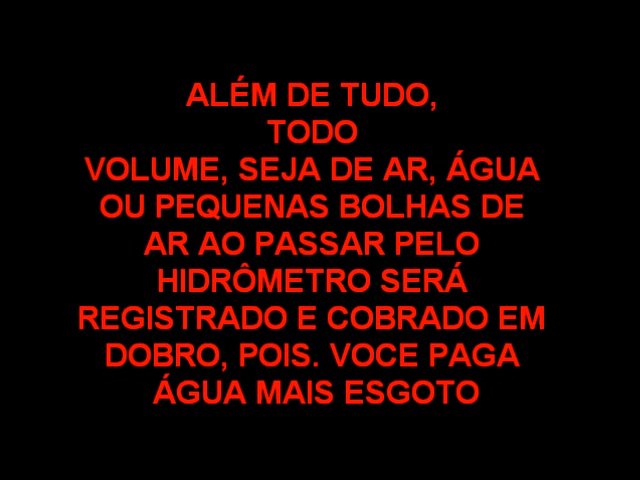 ALÉM DE TUDO,
TODO
VOLUME, SEJA DE AR, ÁGUA
OU PEQUENAS BOLHAS DE
AR AO PASSAR PELO
HIDRÔMETRO SERÁ
REGISTRADO E COBRADO EM
DOBRO, POIS. VOCE PAGA
ÁGUA MAIS ESGOTO